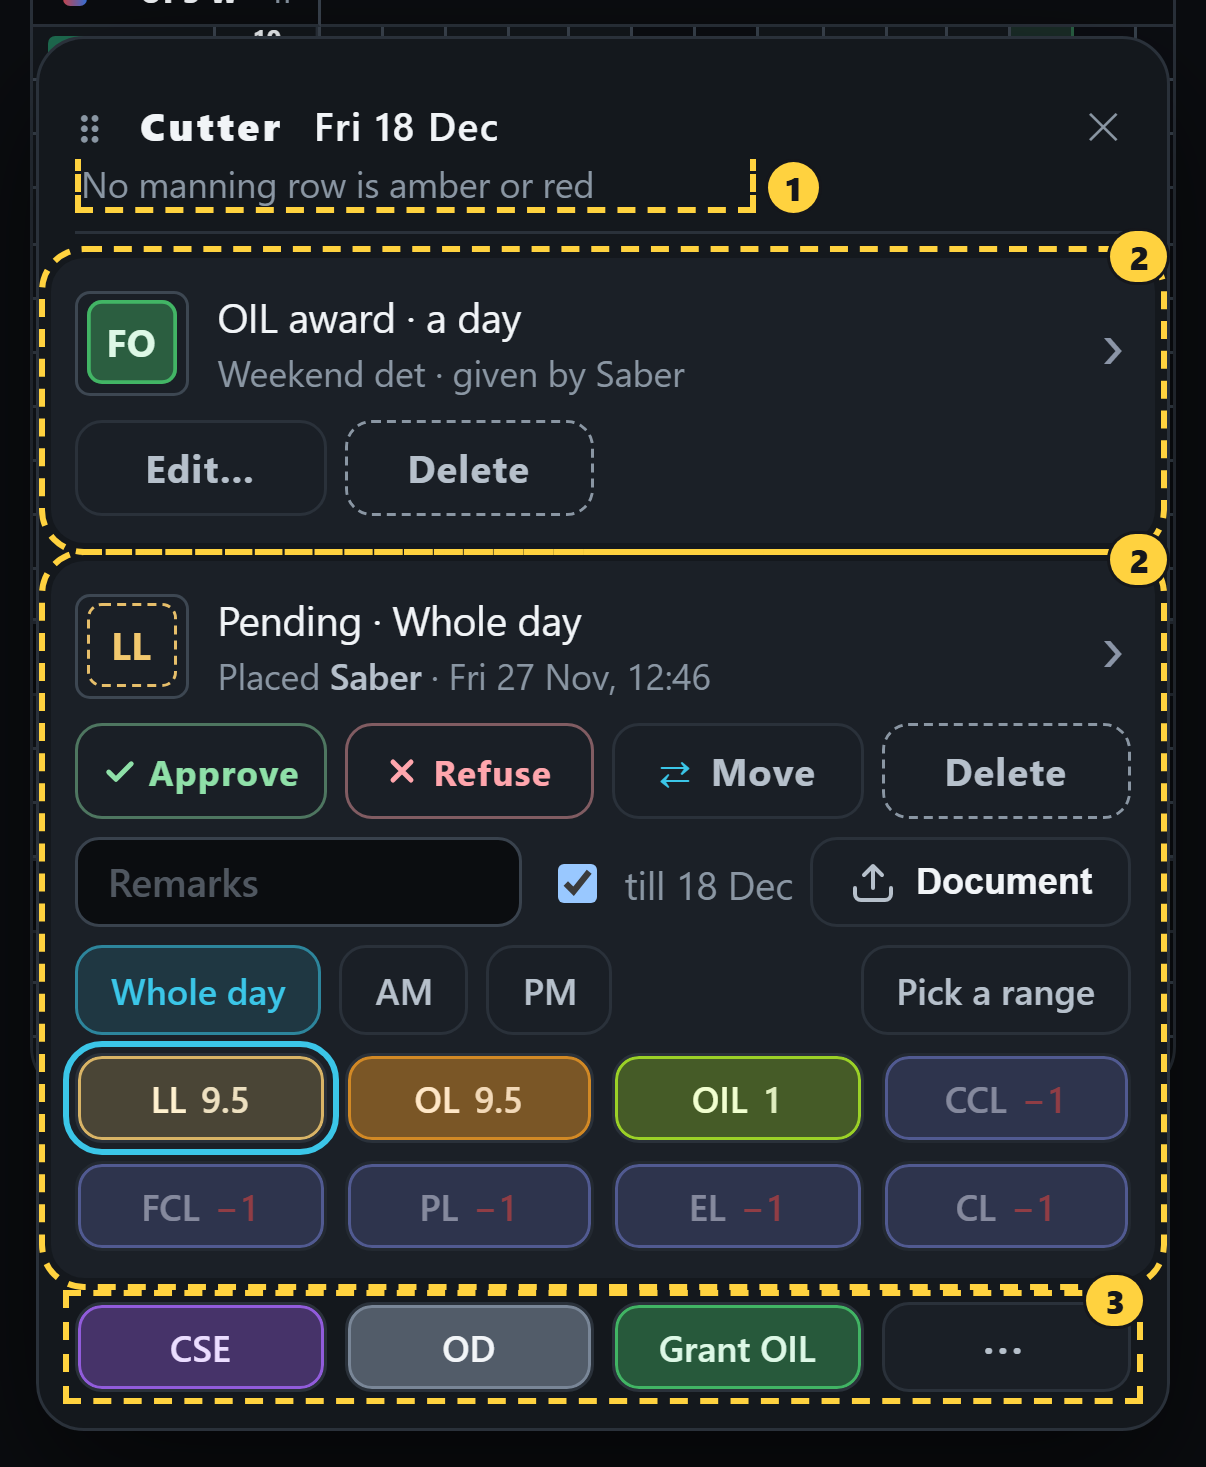 10
Cutter Fri 18 Dec
No manning row is amber or red
1
2
FO
OIL award · a day
Weekend det · given by Saber
Edit...
Delete
2
LL
Pending · Whole day
Placed Saber · Fri 27 Nov, 12:46
Approve
Refuse
Move
Delete
Remarks
till 18 Dec
Document
Whole day
AM
PM
Pick a range
LL 9.5
OL 9.5
OIL 1
CCL −1
FCL −1
PL −1
EL −1
CL −1
3
CSE
OD
Grant OIL
...